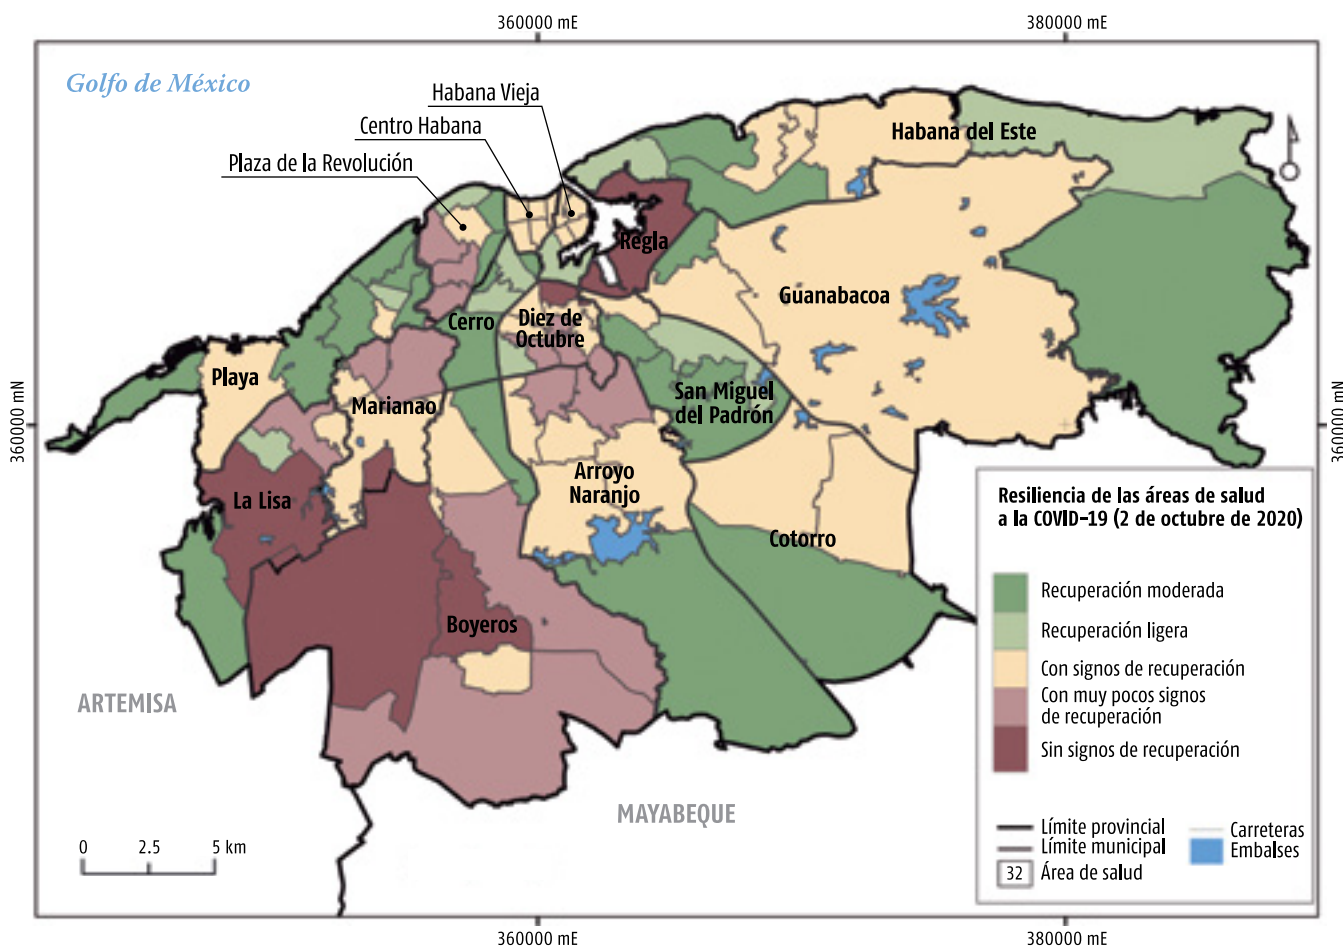 360000 mE
380000 mE
Golfo de México
Habana Vieja
Centro Habana
Plaza de la Revolución
Habana del Este
Regla
Guanabacoa
Cerro
Diez de
Octubre
Playa
Marianao
San Miguel
del Padrón
360000 mN
360000 mN
Arroyo
Naranjo
La Lisa
Cotorro
Boyeros
ARTEMISA
MAYABEQUE
0
2.5
5 km
Resiliencia de las áreas de salud
a la COVID-19 (2 de octubre de 2020)
Recuperación moderada
Recuperación ligera
Con signos de recuperación
Con muy pocos signos
de recuperación
Sin signos de recuperación
Límite provincial
Límite municipal
32 Área de salud
Carreteras
Embalses
360000 mE
380000 mE